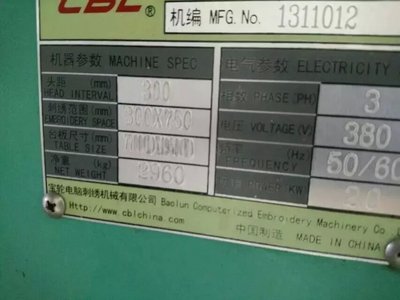 CBL®
机编 MFG. No. 1311012
机器参数 MACHINE SPEC
头距 (mm) HEAD INTERVAL 300
刺绣范围 (mm) EMBROIDERY SPACE 300X750
台板尺寸 (mm) TABLE SIZE
净重 (kg) NET WEIGHT 2960
电气参数 ELECTRICITY
相数 PHASE (PH) 3
电压 VOLTAGE (V) 380
频率 FREQUENCY (Hz) 50/60
POWER KW 2.0
宝轮电脑刺绣机械有限公司 Baolun Computerized Embroidery Machinery Co
Http://www.cblchina.com
中国制造 MADE IN CHINA